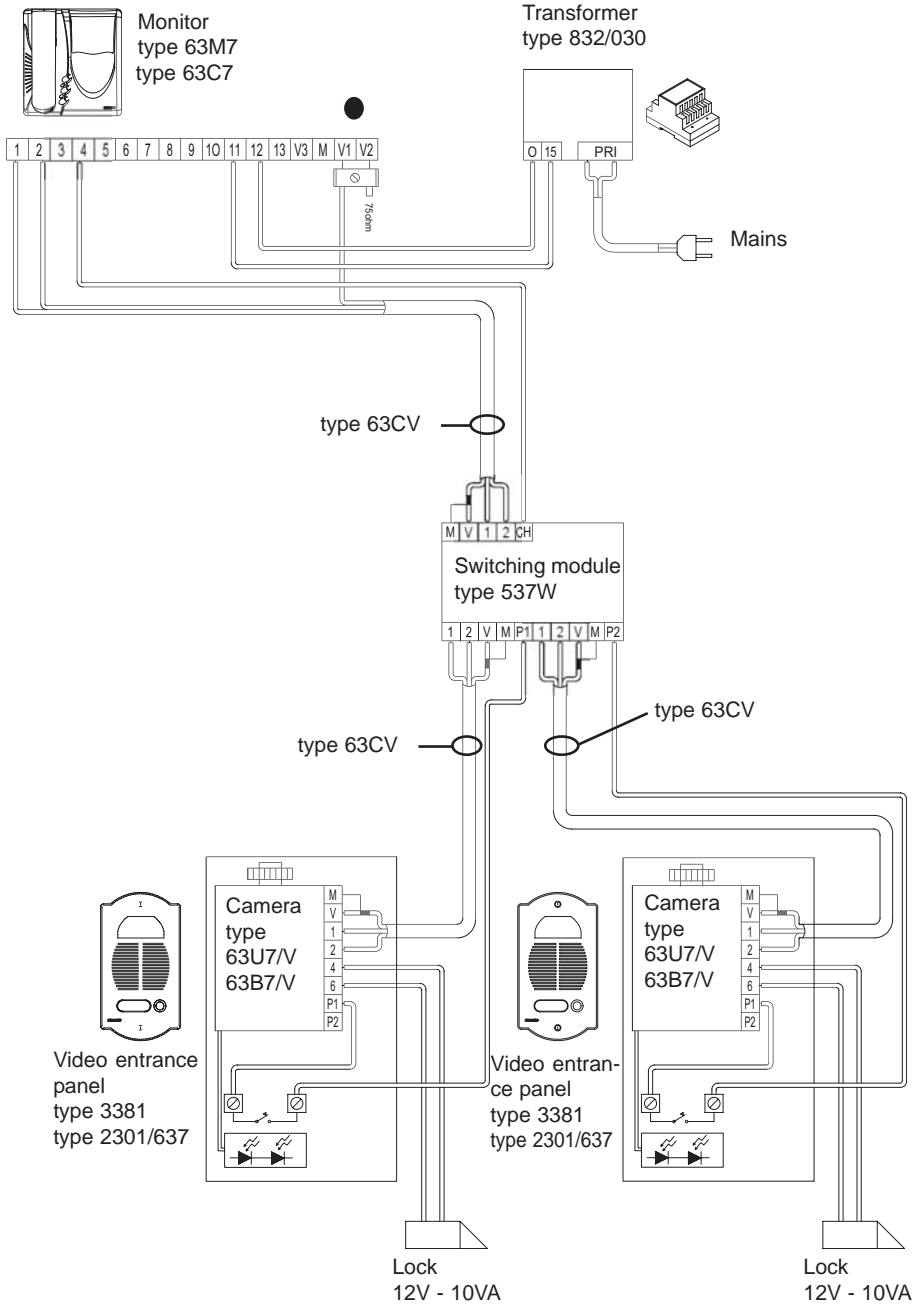 Monitor
type 63M7
type 63C7
Transformer
type 832/030
1 2 3 4 5 6 7 8 9 10 11 12 13 V3 M V1 V2
O 15 PRI
75ohm
Mains
type 63CV
M V 1 2 CH
Switching module
type 537W
1 2 V M P1 1 2 V M P2
type 63CV
type 63CV
Camera
type
63U7/V
63B7/V
M
V
1
2
4
6
P1
P2
Video entrance
panel
type 3381
type 2301/637
Camera
type
63U7/V
63B7/V
M
V
1
2
4
6
P1
P2
Video entran-
ce panel
type 3381
type 2301/637
Lock
12V - 10VA
Lock
12V - 10VA